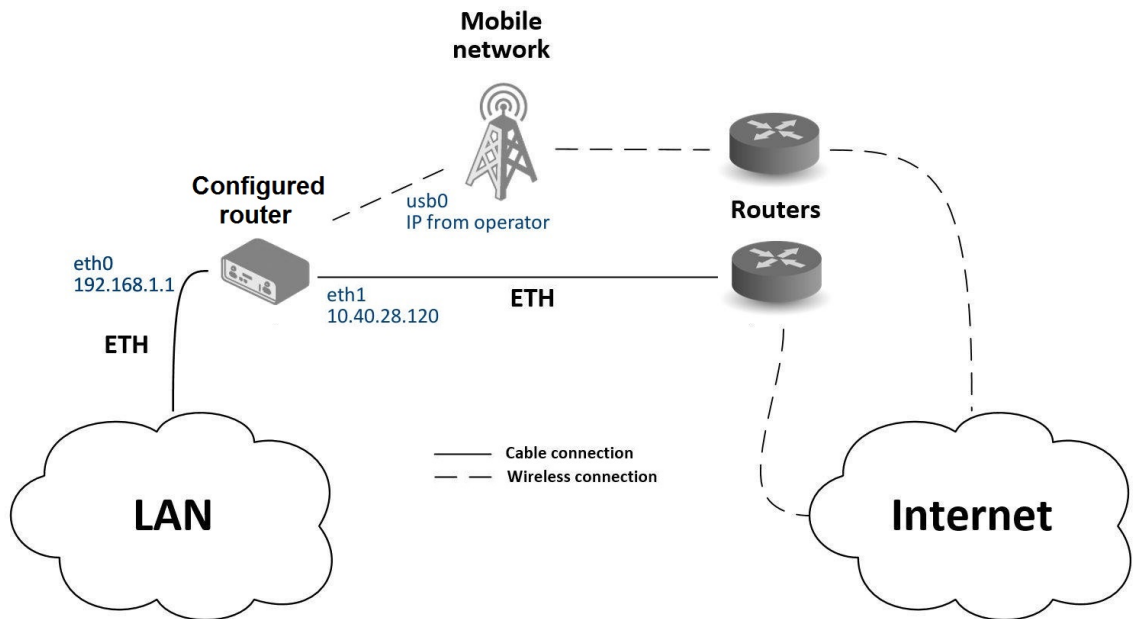 Mobile
network
Configured
router
usb0
IP from operator
Routers
eth0
192.168.1.1
eth1
10.40.28.120
ETH
ETH
Cable connection
Wireless connection
LAN
Internet